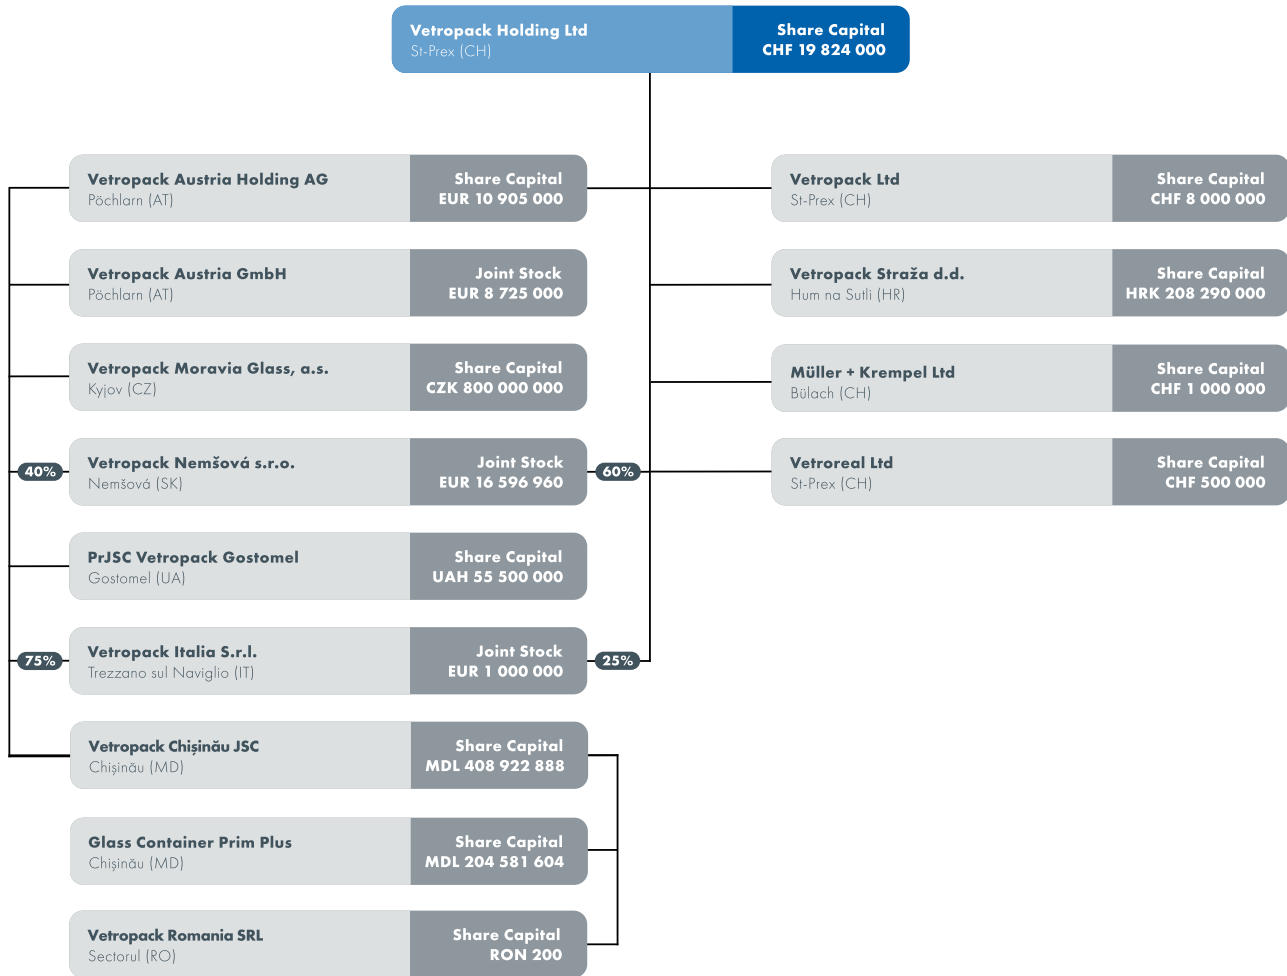 Vetropack Holding Ltd
St-Prex (CH)
Share Capital
CHF 19 824 000
Vetropack Austria Holding AG
Pöchlarn (AT)
Share Capital
EUR 10 905 000
Vetropack Austria GmbH
Pöchlarn (AT)
Joint Stock
EUR 8 725 000
Vetropack Moravia Glass, a.s.
Kyjov (CZ)
Share Capital
CZK 800 000 000
40%
Vetropack Nemšová s.r.o.
Nemšová (SK)
Joint Stock
EUR 16 596 960
60%
PrJSC Vetropack Gostomel
Gostomel (UA)
Share Capital
UAH 55 500 000
75%
Vetropack Italia S.r.l.
Trezzano sul Naviglio (IT)
Joint Stock
EUR 1 000 000
25%
Vetropack Chișinău JSC
Chișinău (MD)
Share Capital
MDL 408 922 888
Glass Container Prim Plus
Chișinău (MD)
Share Capital
MDL 204 581 604
Vetropack Romania SRL
Sectorul (RO)
Share Capital
RON 200
Vetropack Ltd
St-Prex (CH)
Share Capital
CHF 8 000 000
Vetropack Straža d.d.
Hum na Sutli (HR)
Share Capital
HRK 208 290 000
Müller + Krempel Ltd
Bülach (CH)
Share Capital
CHF 1 000 000
Vetroreal Ltd
St-Prex (CH)
Share Capital
CHF 500 000